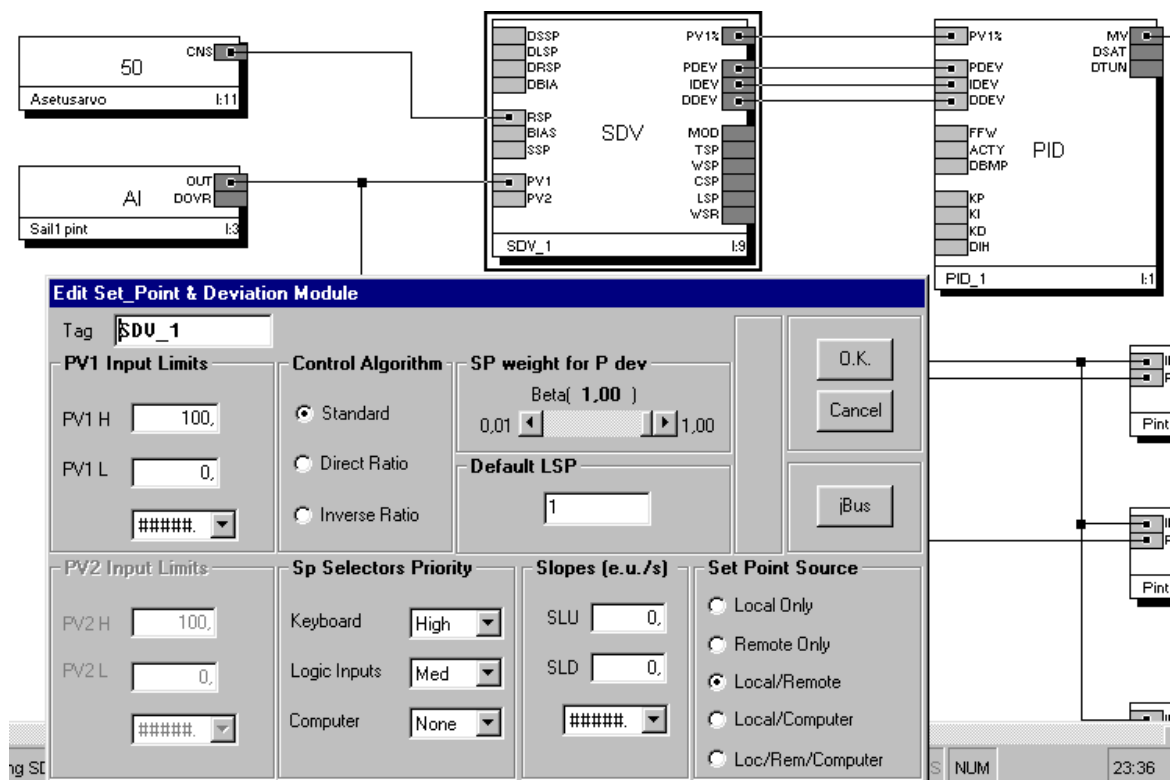 CNS
50
Asetusarvo I:11
AI
OUT
DOVR
Sail1 pint I:3
DSSP
DLSP
DRSP
DBIA
RSP
BIAS
SSP
PV1
PV2
SDV
PV1%
PDEV
IDEV
DDEV
MOD
TSP
WSP
CSP
LSP
WSR
SDV_1 I:9
PV1%
PDEV
IDEV
DDEV
FFW
ACTY
DBMP
KP
KI
KD
DIH
PID
MV
DSAT
DTUN
PID_1 I:1
Pint
Pint
Edit Set_Point & Deviation Module
Tag SDV_1
PV1 Input Limits
PV1 H 100,
PV1 L 0,
#####.
Control Algorithm
Standard
Direct Ratio
Inverse Ratio
SP weight for P dev
Beta( 1,00 )
0,01 1,00
Default LSP
1
O.K.
Cancel
jBus
PV2 Input Limits
PV2 H 100,
PV2 L 0,
#####.
Sp Selectors Priority
Keyboard High
Logic Inputs Med
Computer None
Slopes (e.u./s)
SLU 0,
SLD 0,
#####.
Set Point Source
Local Only
Remote Only
Local/Remote
Local/Computer
Loc/Rem/Computer
NUM 23:36